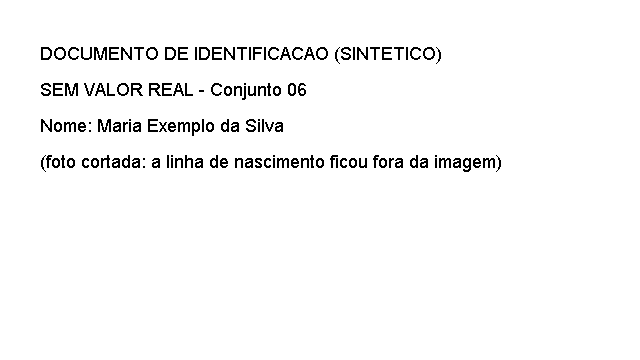 DOCUMENTO DE IDENTIFICACAO (SINTETICO)
SEM VALOR REAL - Conjunto 06
Nome: Maria Exemplo da Silva
(foto cortada: a linha de nascimento ficou fora da imagem)